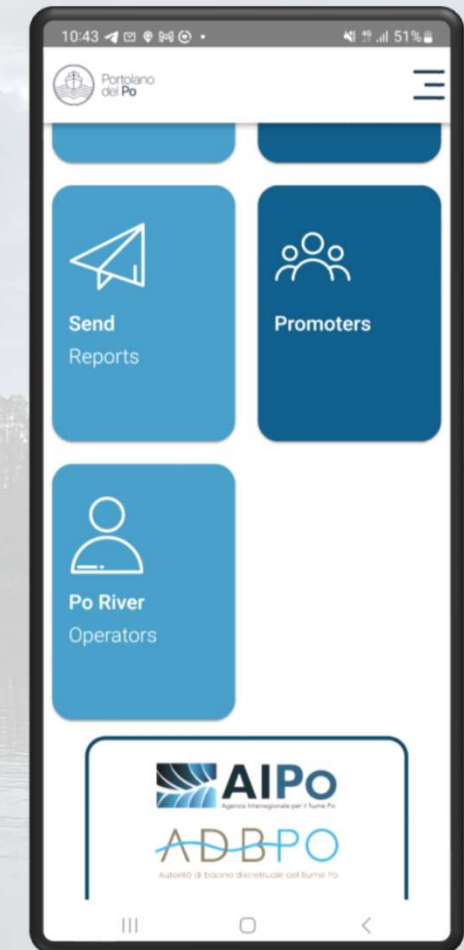 10:43
51%
Portolano
del Po
Send
Reports
Promoters
Po River
Operators
AIPo
Agenzia Interregionale per il fiume Po
ADBPO
Autorità di bacino distrettuale del fiume Po